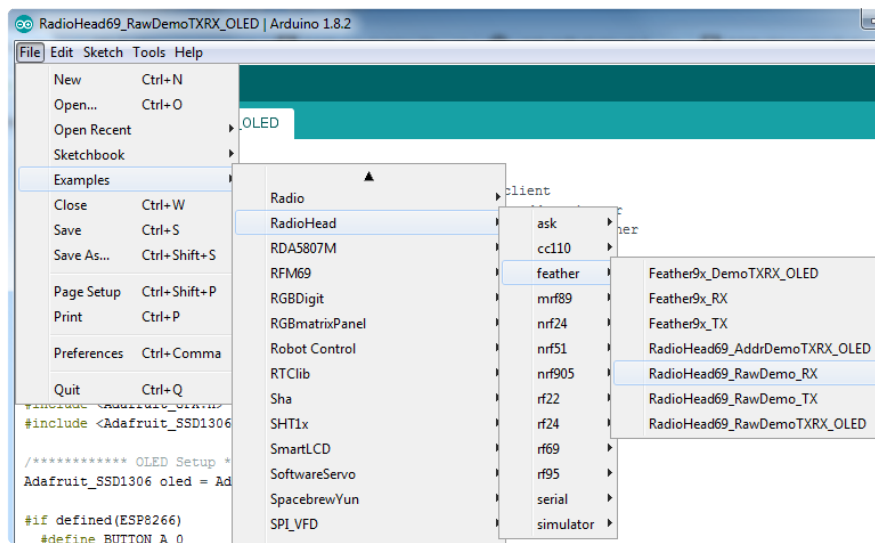 RadioHead69_RawDemoTXRX_OLED | Arduino 1.8.2
File Edit Sketch Tools Help
New Ctrl+N
Open... Ctrl+O
Open Recent
Sketchbook
Examples
Close Ctrl+W
Save Ctrl+S
Save As... Ctrl+Shift+S
Page Setup Ctrl+Shift+P
Print Ctrl+P
Preferences Ctrl+Comma
Quit Ctrl+Q
_OLED
client
Radio
RadioHead
RDA5807M
RFM69
RGBDigit
RGBmatrixPanel
Robot Control
RTClib
Sha
SHT1x
SmartLCD
SoftwareServo
SpacebrewYun
SPI_VFD
ask
cc110
feather
mrf89
nrf24
nrf51
nrf905
rf22
rf24
rf69
rf95
serial
simulator
Feather9x_DemoTXRX_OLED
Feather9x_RX
Feather9x_TX
RadioHead69_AddrDemoTXRX_OLED
RadioHead69_RawDemo_RX
RadioHead69_RawDemo_TX
RadioHead69_RawDemoTXRX_OLED
#include <Adafruit_GFX.h>
#include <Adafruit_SSD1306
/************ OLED Setup *
Adafruit_SSD1306 oled = Ad
#if defined(ESP8266)
#define BUTTON_A 0